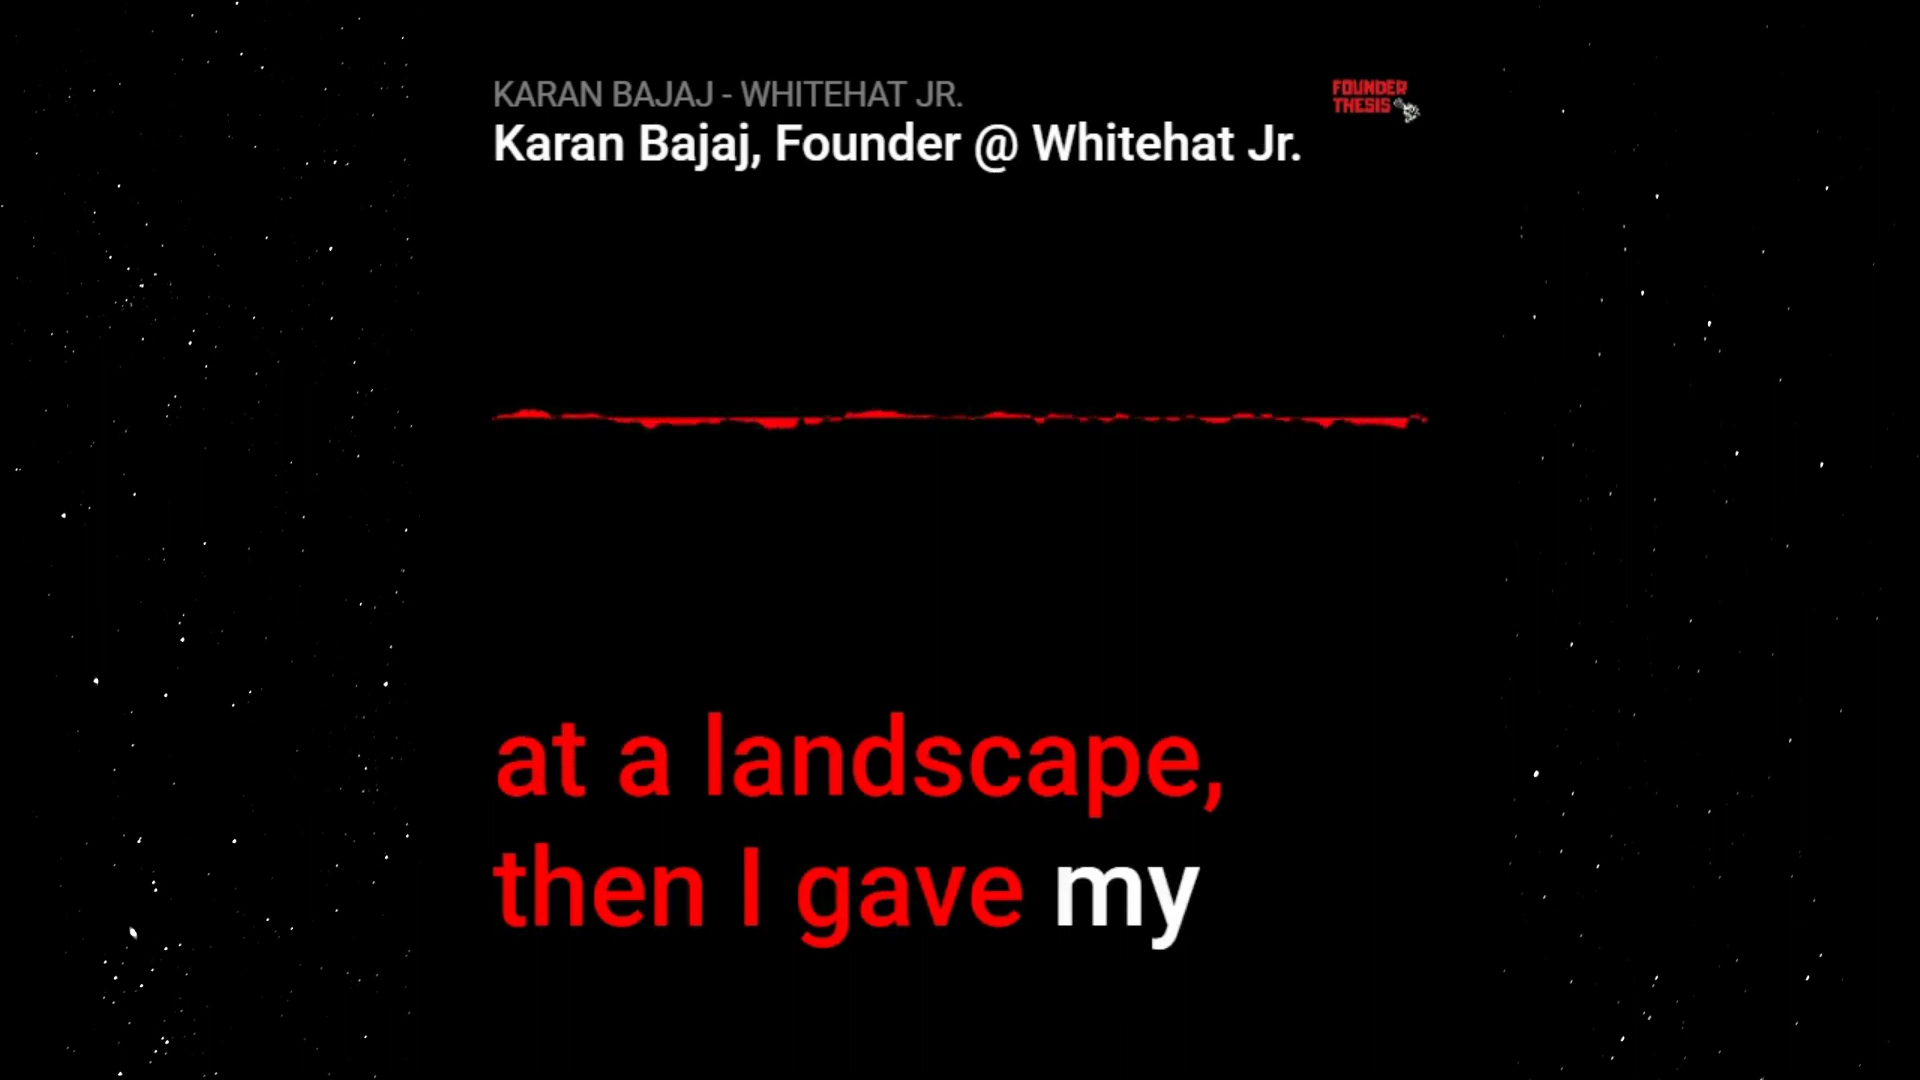 KARAN BAJAJ - WHITEHAT JR.
Karan Bajaj, Founder @ Whitehat Jr.
FOUNDER
THESIS
at a landscape,
then I gave my